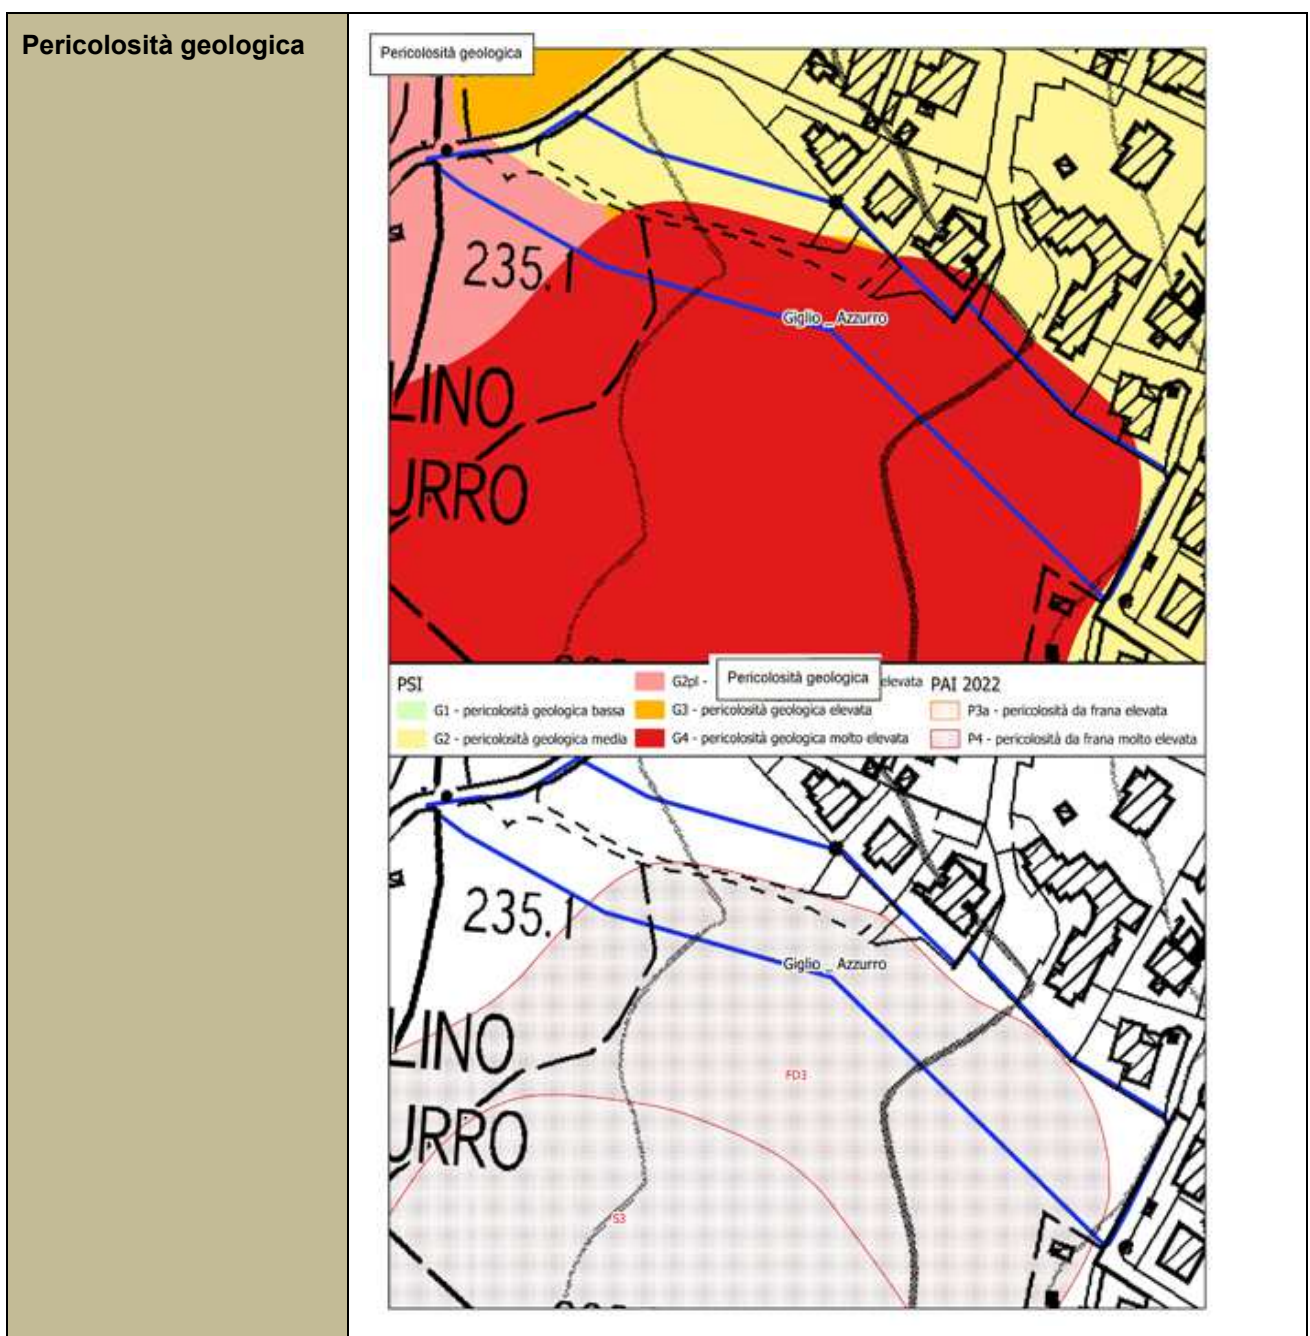 Pericolosità geologica
Pericolosità geologica
235.1
Giglio _ Azzurro
LINO
URRO
PSI
G1 - pericolosità geologica bassa
G2 - pericolosità geologica media
G2pl -
Pericolosità geologica
elevata
G3 - pericolosità geologica elevata
G4 - pericolosità geologica molto elevata
PAI 2022
P3a - pericolosità da frana elevata
P4 - pericolosità da frana molto elevata
235.1
Giglio _ Azzurro
LINO
FD3
URRO
S3